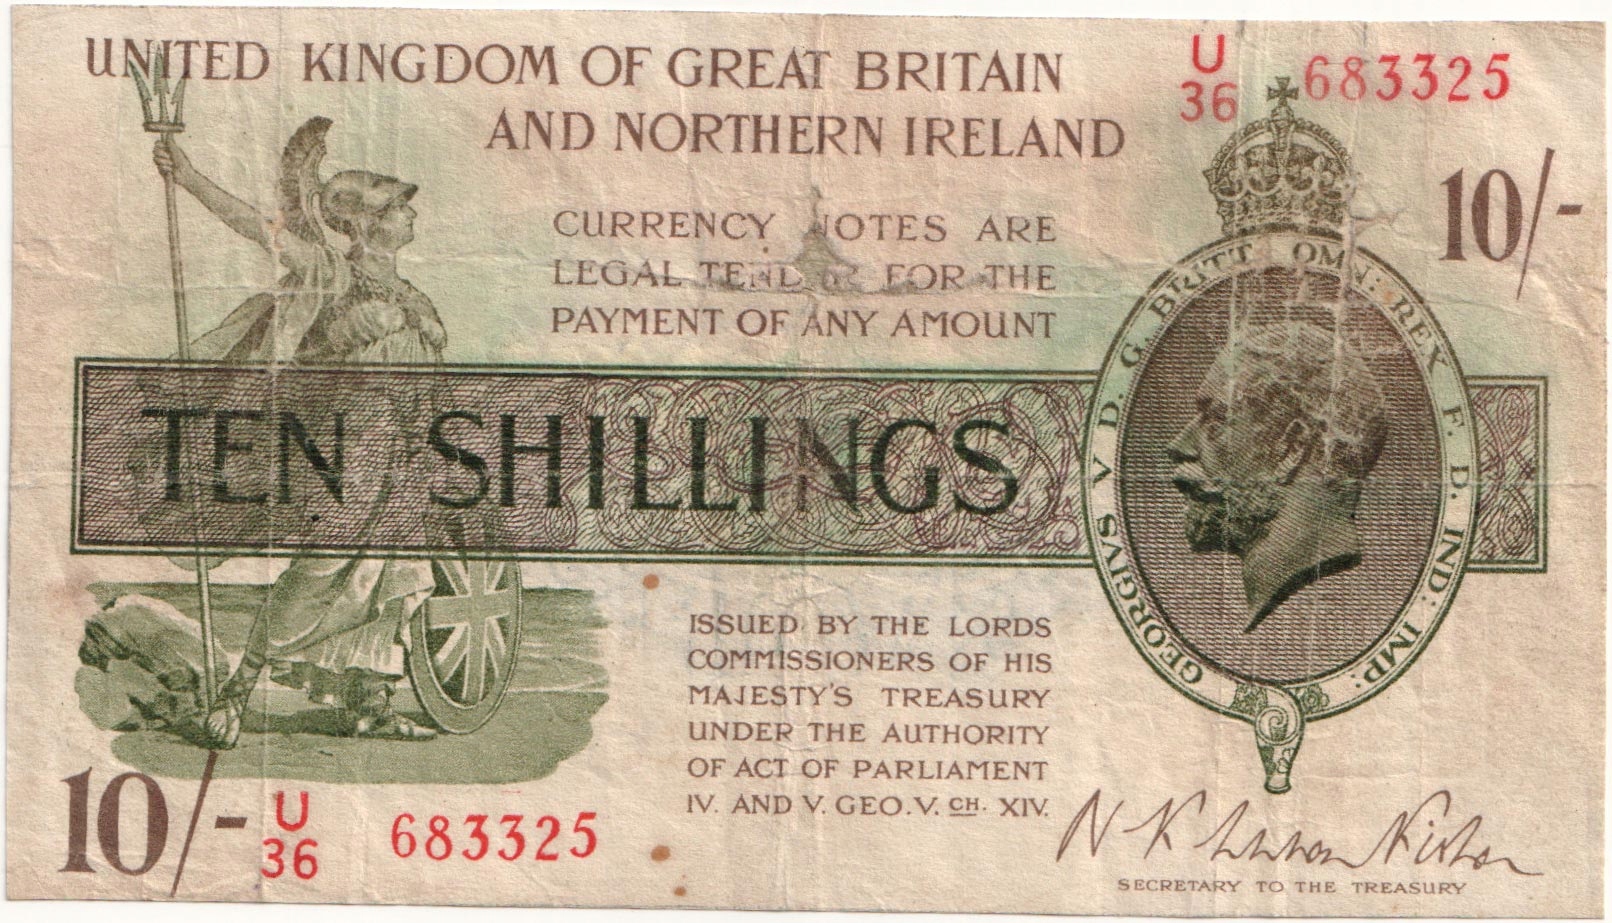 UNITED KINGDOM OF GREAT BRITAIN
AND NORTHERN IRELAND
U
36 683325
10/-
CURRENCY NOTES ARE
LEGAL TENDER FOR THE
PAYMENT OF ANY AMOUNT
TEN SHILLINGS
GEORGIVS V D. G. BRITT: OMN: REX F. D. IND: IMP:
ISSUED BY THE LORDS
COMMISSIONERS OF HIS
MAJESTY'S TREASURY
UNDER THE AUTHORITY
OF ACT OF PARLIAMENT
IV. AND V. GEO. V. CH. XIV.
10/-
U
36 683325
SECRETARY TO THE TREASURY